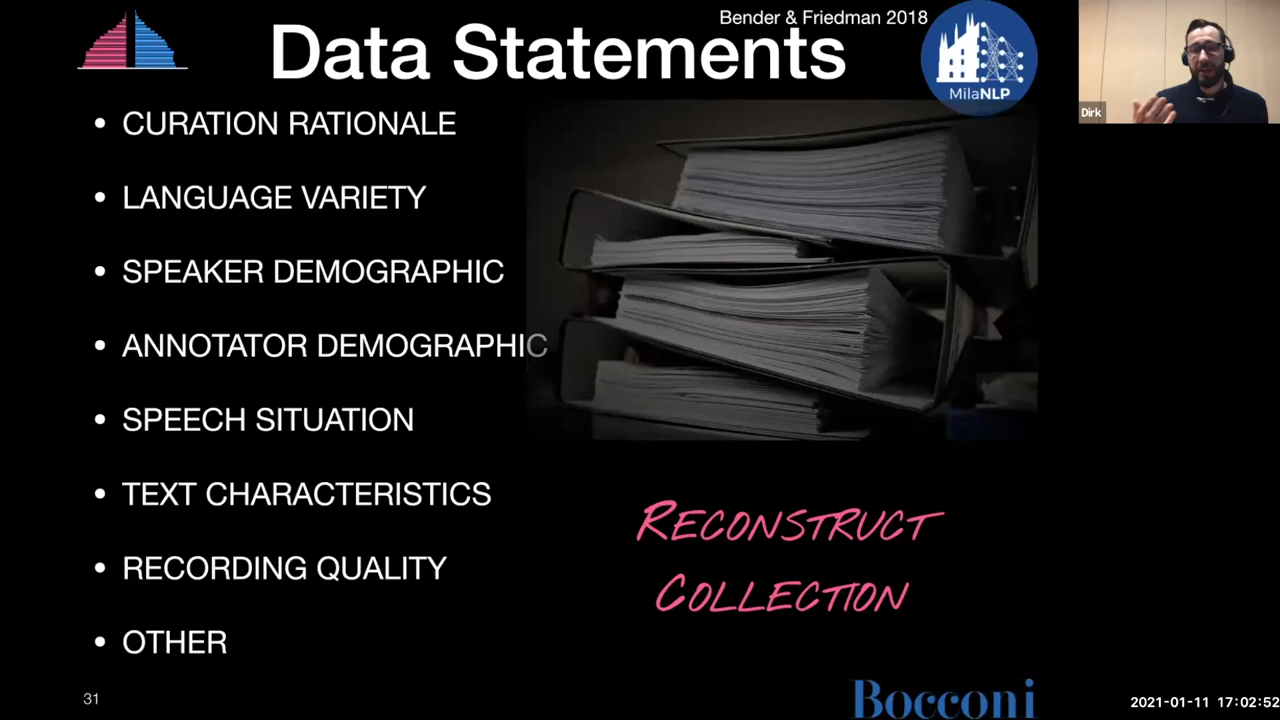 Bender & Friedman 2018
Data Statements
MilaNLP
Dirk
• CURATION RATIONALE
• LANGUAGE VARIETY
• SPEAKER DEMOGRAPHIC
• ANNOTATOR DEMOGRAPHIC
• SPEECH SITUATION
• TEXT CHARACTERISTICS
• RECORDING QUALITY
• OTHER
RECONSTRUCT
COLLECTION
31
Bocconi
2021-01-11 17:02:52